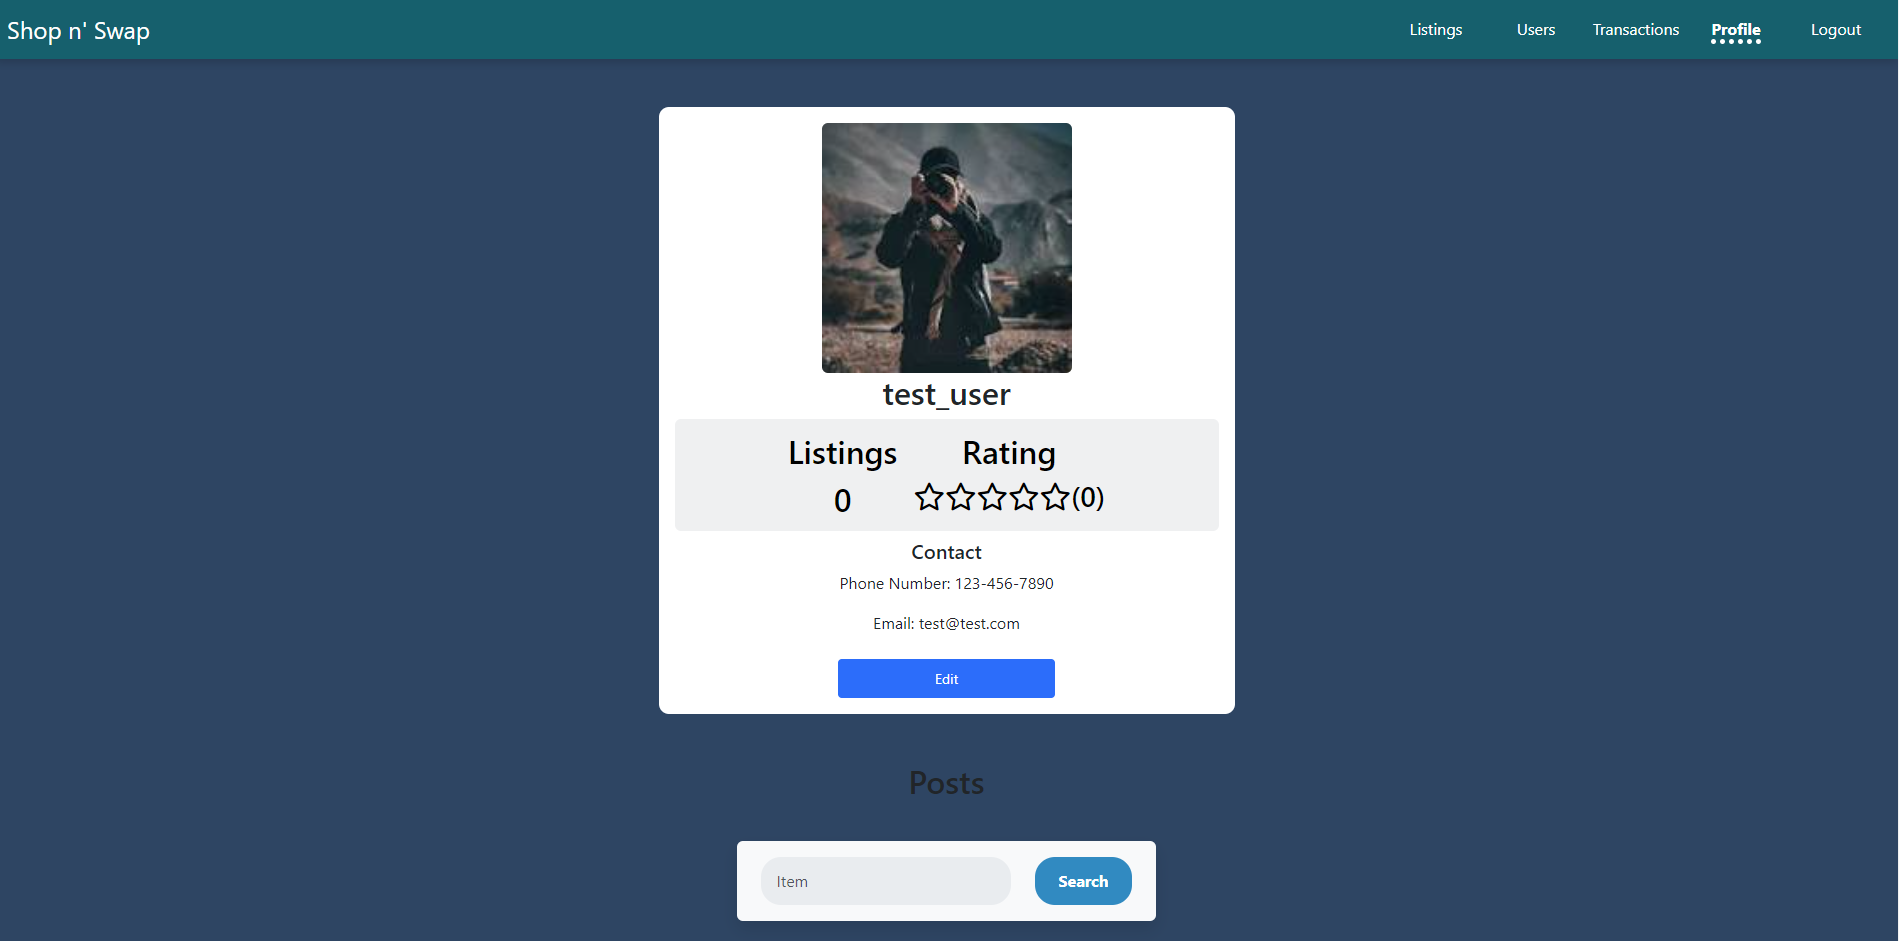 Shop n' Swap
Listings Users Transactions Profile Logout
test_user
Listings Rating
0 (0)
Contact
Phone Number: 123-456-7890
Email: test@test.com
Edit
Posts
Item Search